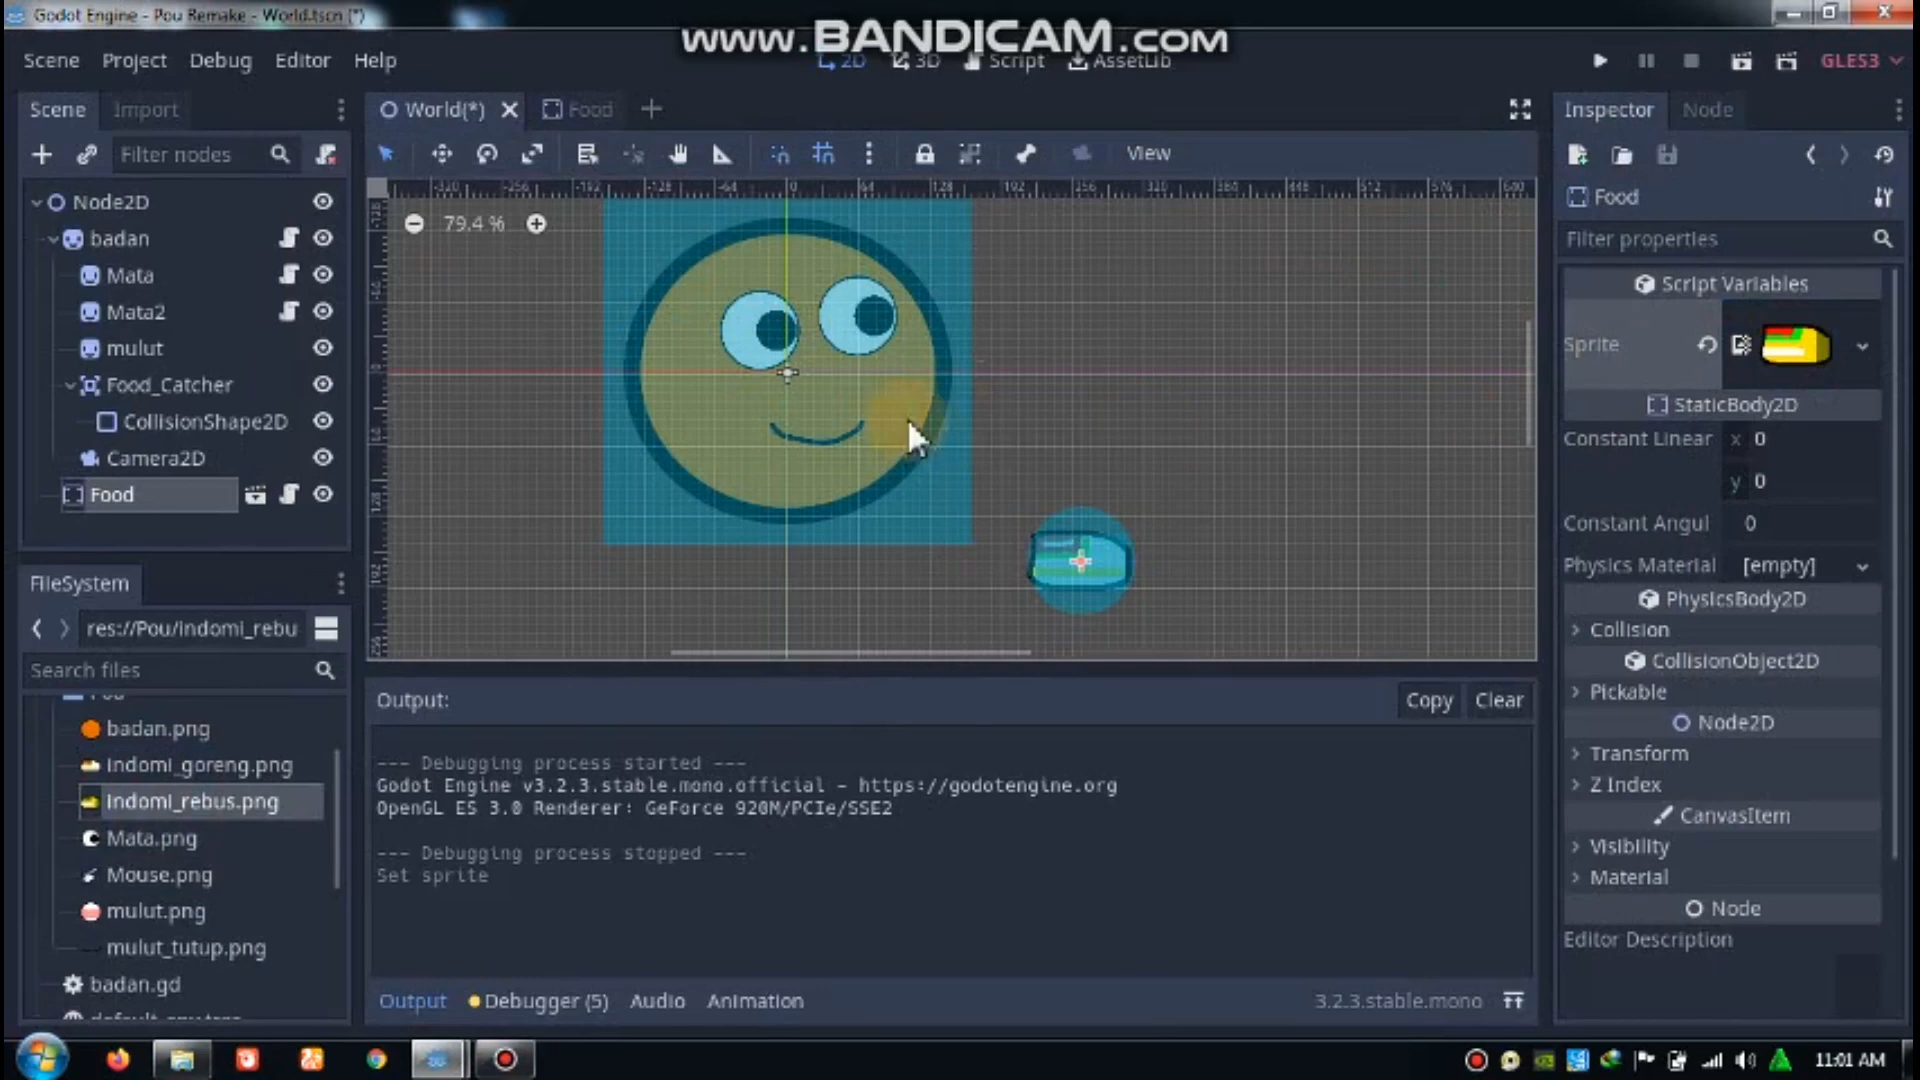 Godot Engine - Pou Remake - World.tscn (*)
www.BANDICAM.com
Scene Project Debug Editor Help
2D 3D Script AssetLib
GLES3
Scene Import
World(*) Food
Inspector Node
Filter nodes
View
Node2D
badan
Mata
Mata2
mulut
Food_Catcher
CollisionShape2D
Camera2D
Food
79.4 %
Food
Filter properties
Script Variables
Sprite
StaticBody2D
Constant Linear x 0
y 0
Constant Angul 0
Physics Material [empty]
PhysicsBody2D
Collision
CollisionObject2D
Pickable
Node2D
Transform
Z Index
CanvasItem
Visibility
Material
Node
Editor Description
FileSystem
res://Pou/indomi_rebu
Search files
badan.png
indomi_goreng.png
indomi_rebus.png
Mata.png
Mouse.png
mulut.png
mulut_tutup.png
badan.gd
Output:
Copy Clear
--- Debugging process started ---
Godot Engine v3.2.3.stable.mono.official - https://godotengine.org
OpenGL ES 3.0 Renderer: GeForce 920M/PCIe/SSE2
--- Debugging process stopped ---
Set sprite
Output Debugger (5) Audio Animation
3.2.3.stable.mono
11:01 AM